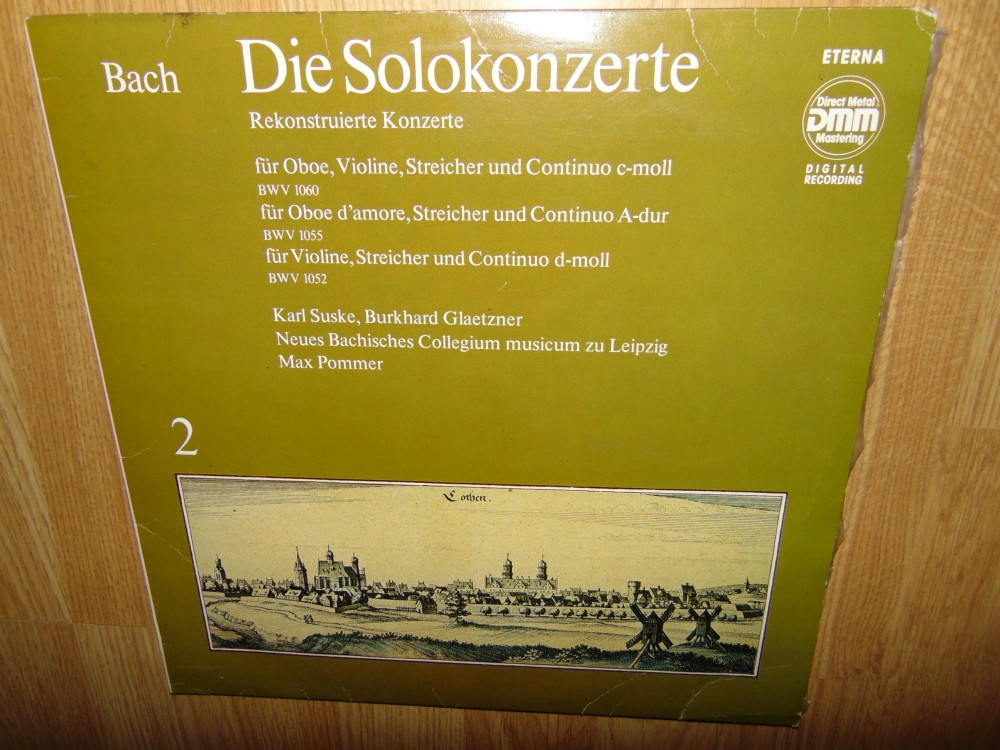 Bach
Die Solokonzerte
Rekonstruierte Konzerte
für Oboe, Violine, Streicher und Continuo c-moll
BWV 1060
für Oboe d'amore, Streicher und Continuo A-dur
BWV 1055
für Violine, Streicher und Continuo d-moll
BWV 1052
Karl Suske, Burkhard Glaetzner
Neues Bachisches Collegium musicum zu Leipzig
Max Pommer
ETERNA
Direct Metal
DMM
Mastering
DIGITAL
RECORDING
2
Cothen.